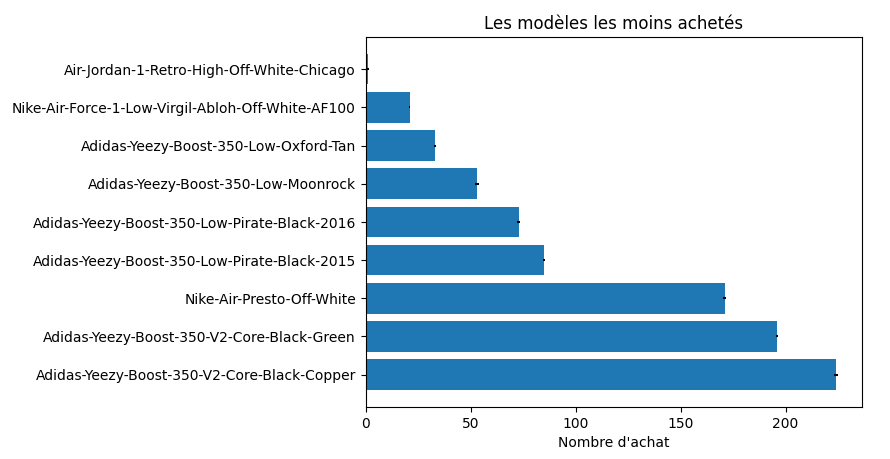 Les modèles les moins achetés
Air-Jordan-1-Retro-High-Off-White-Chicago
Nike-Air-Force-1-Low-Virgil-Abloh-Off-White-AF100
Adidas-Yeezy-Boost-350-Low-Oxford-Tan
Adidas-Yeezy-Boost-350-Low-Moonrock
Adidas-Yeezy-Boost-350-Low-Pirate-Black-2016
Adidas-Yeezy-Boost-350-Low-Pirate-Black-2015
Nike-Air-Presto-Off-White
Adidas-Yeezy-Boost-350-V2-Core-Black-Green
Adidas-Yeezy-Boost-350-V2-Core-Black-Copper
0 50 100 150 200
Nombre d'achat